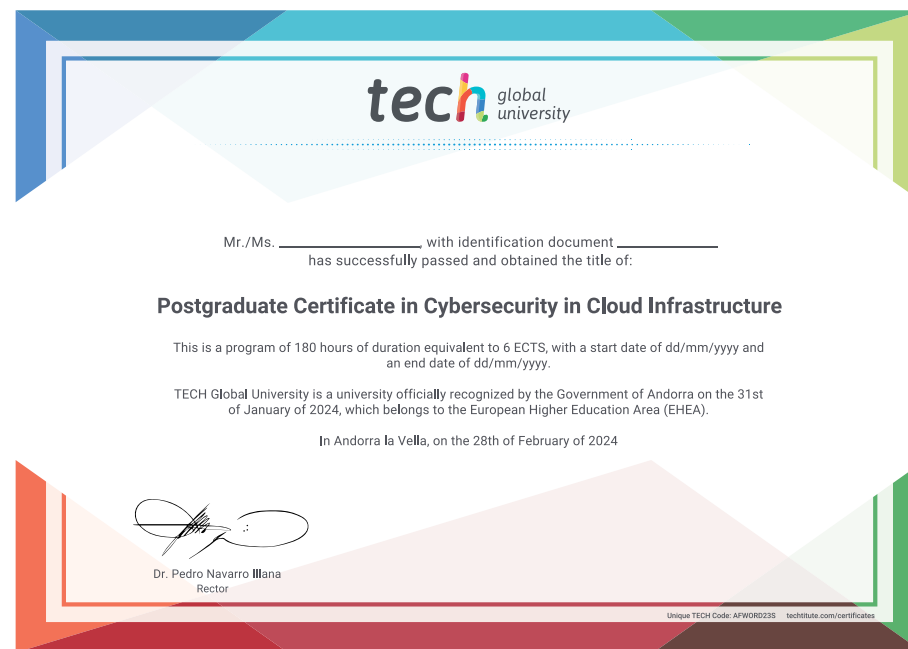 tech global university
Mr./Ms. ____________, with identification document ____________
has successfully passed and obtained the title of:
Postgraduate Certificate in Cybersecurity in Cloud Infrastructure
This is a program of 180 hours of duration equivalent to 6 ECTS, with a start date of dd/mm/yyyy and
an end date of dd/mm/yyyy.
TECH Global University is a university officially recognized by the Government of Andorra on the 31st
of January of 2024, which belongs to the European Higher Education Area (EHEA).
In Andorra la Vella, on the 28th of February of 2024
Dr. Pedro Navarro Illana
Rector
Unique TECH Code: AFWORD23S techtitute.com/certificates